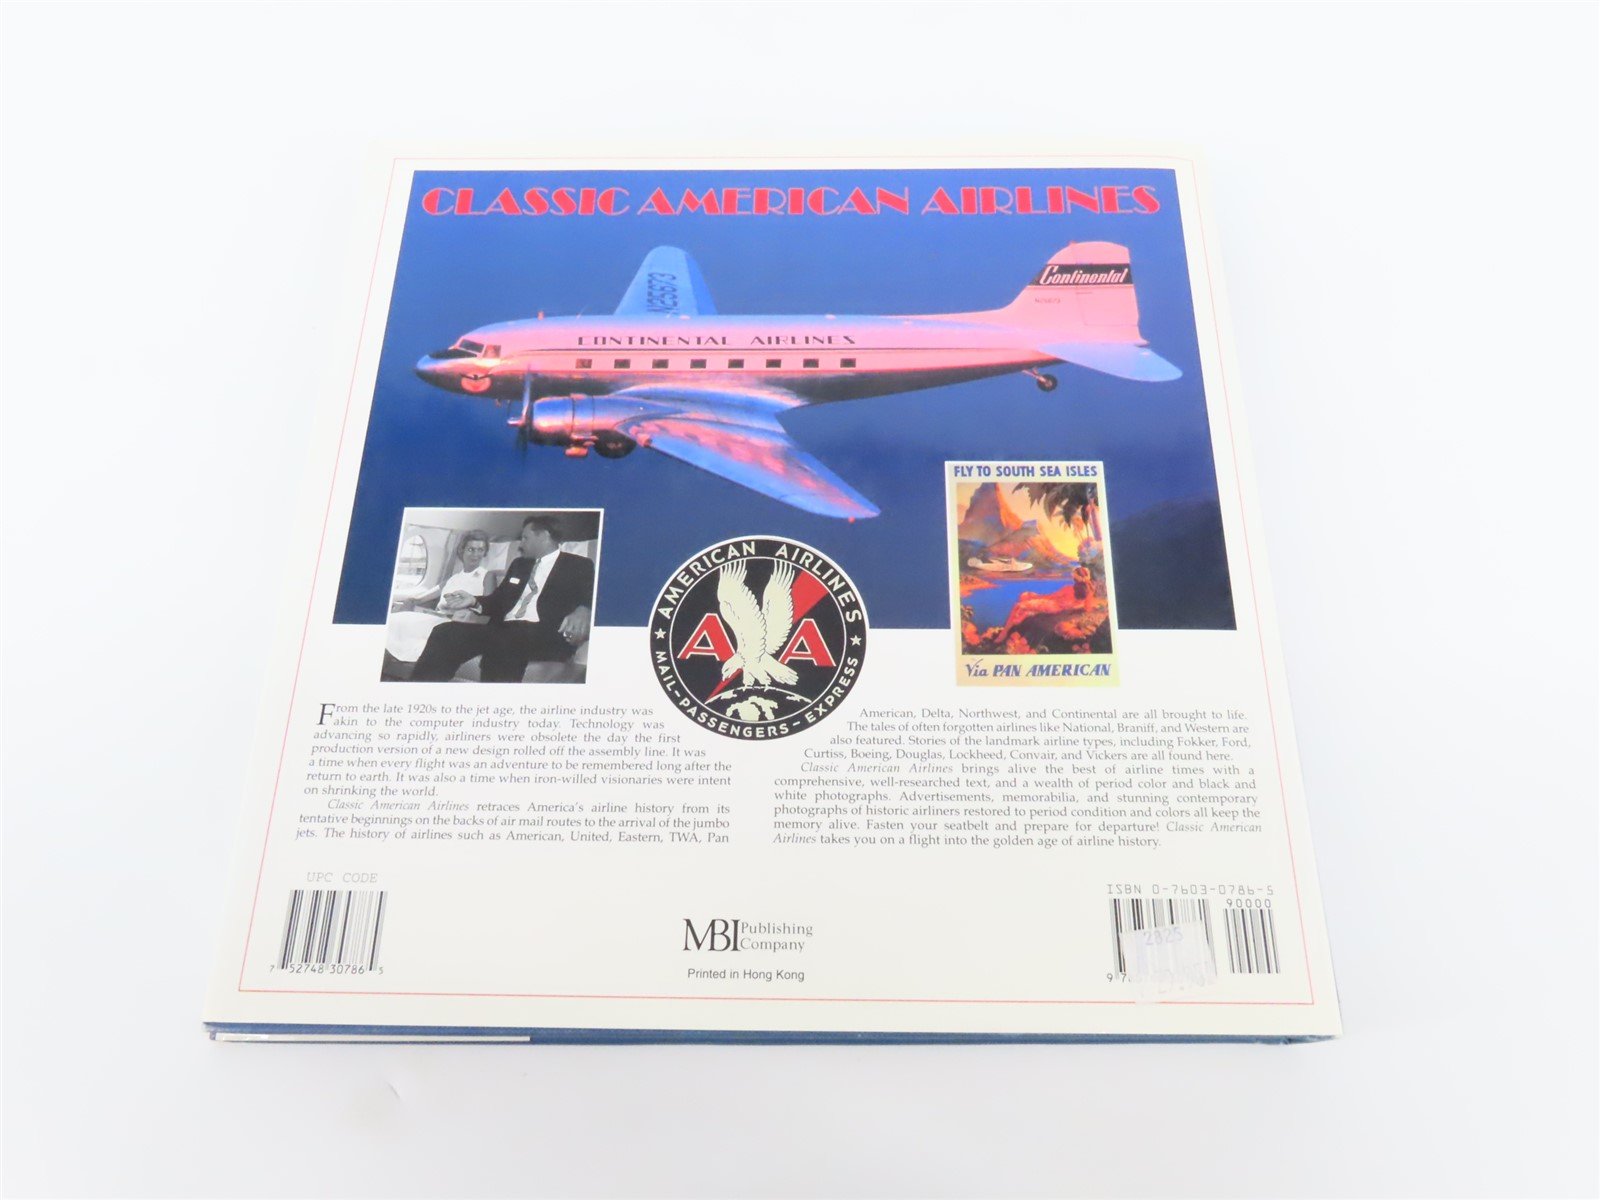 CLASSIC AMERICAN AIRLINES
N25673
Continental
N25673
CONTINENTAL AIRLINES
FLY TO SOUTH SEA ISLES
Via PAN AMERICAN
AMERICAN AIRLINES
AA
MAIL-PASSENGERS-EXPRESS
From the late 1920s to the jet age, the airline industry was
akin to the computer industry today. Technology was
advancing so rapidly, airliners were obsolete the day the first
production version of a new design rolled off the assembly line. It was
a time when every flight was an adventure to be remembered long after the
return to earth. It was also a time when iron-willed visionaries were intent
on shrinking the world.
Classic American Airlines retraces America's airline history from its
tentative beginnings on the backs of air mail routes to the arrival of the jumbo
jets. The history of airlines such as American, United, Eastern, TWA, Pan
American, Delta, Northwest, and Continental are all brought to life.
The tales of often forgotten airlines like National, Braniff, and Western are
also featured. Stories of the landmark airline types, including Fokker, Ford,
Curtiss, Boeing, Douglas, Lockheed, Convair, and Vickers are all found here.
Classic American Airlines brings alive the best of airline times with a
comprehensive, well-researched text, and a wealth of period color and black and
white photographs. Advertisements, memorabilia, and stunning contemporary
photographs of historic airliners restored to period condition and colors all keep the
memory alive. Fasten your seatbelt and prepare for departure! Classic American
Airlines takes you on a flight into the golden age of airline history.
UPC CODE
7 52748 30786 5
MBI Publishing
Company
Printed in Hong Kong
ISBN 0-7603-0786-5
90000
2825